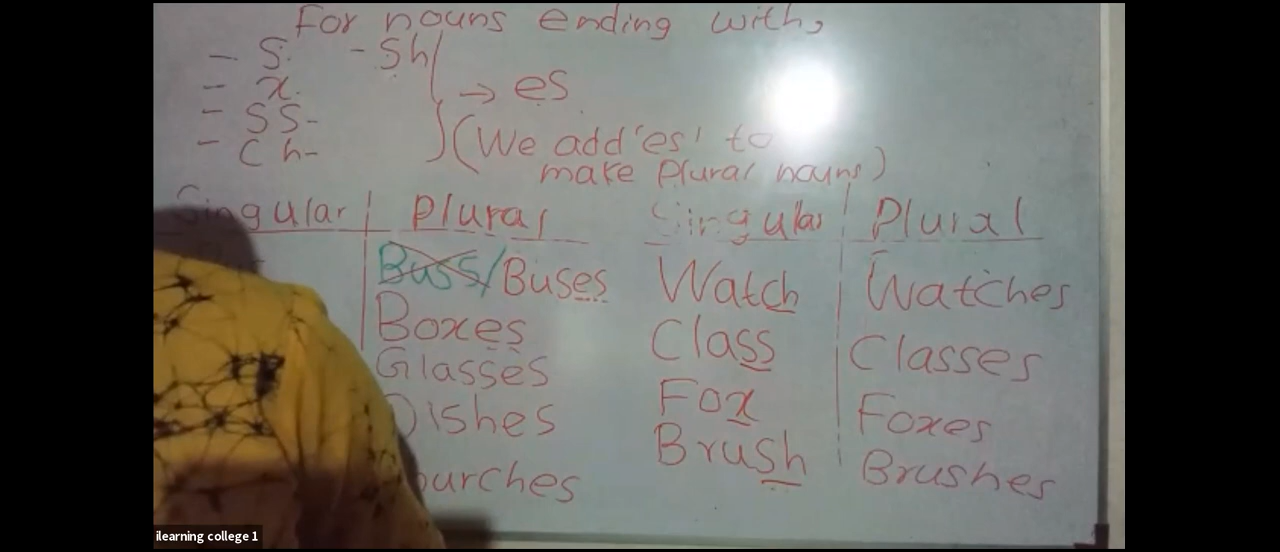 For nouns ending with,
- S. - Sh
- x. → es
- SS-
- Ch- (We add 'es' to
make Plural nouns)
Singular Plural Singular Plural
Buss/Buses Watch Watches
Boxes Class Classes
Glasses Fox Foxes
Dishes Brush Brushes
urches
ilearning college 1